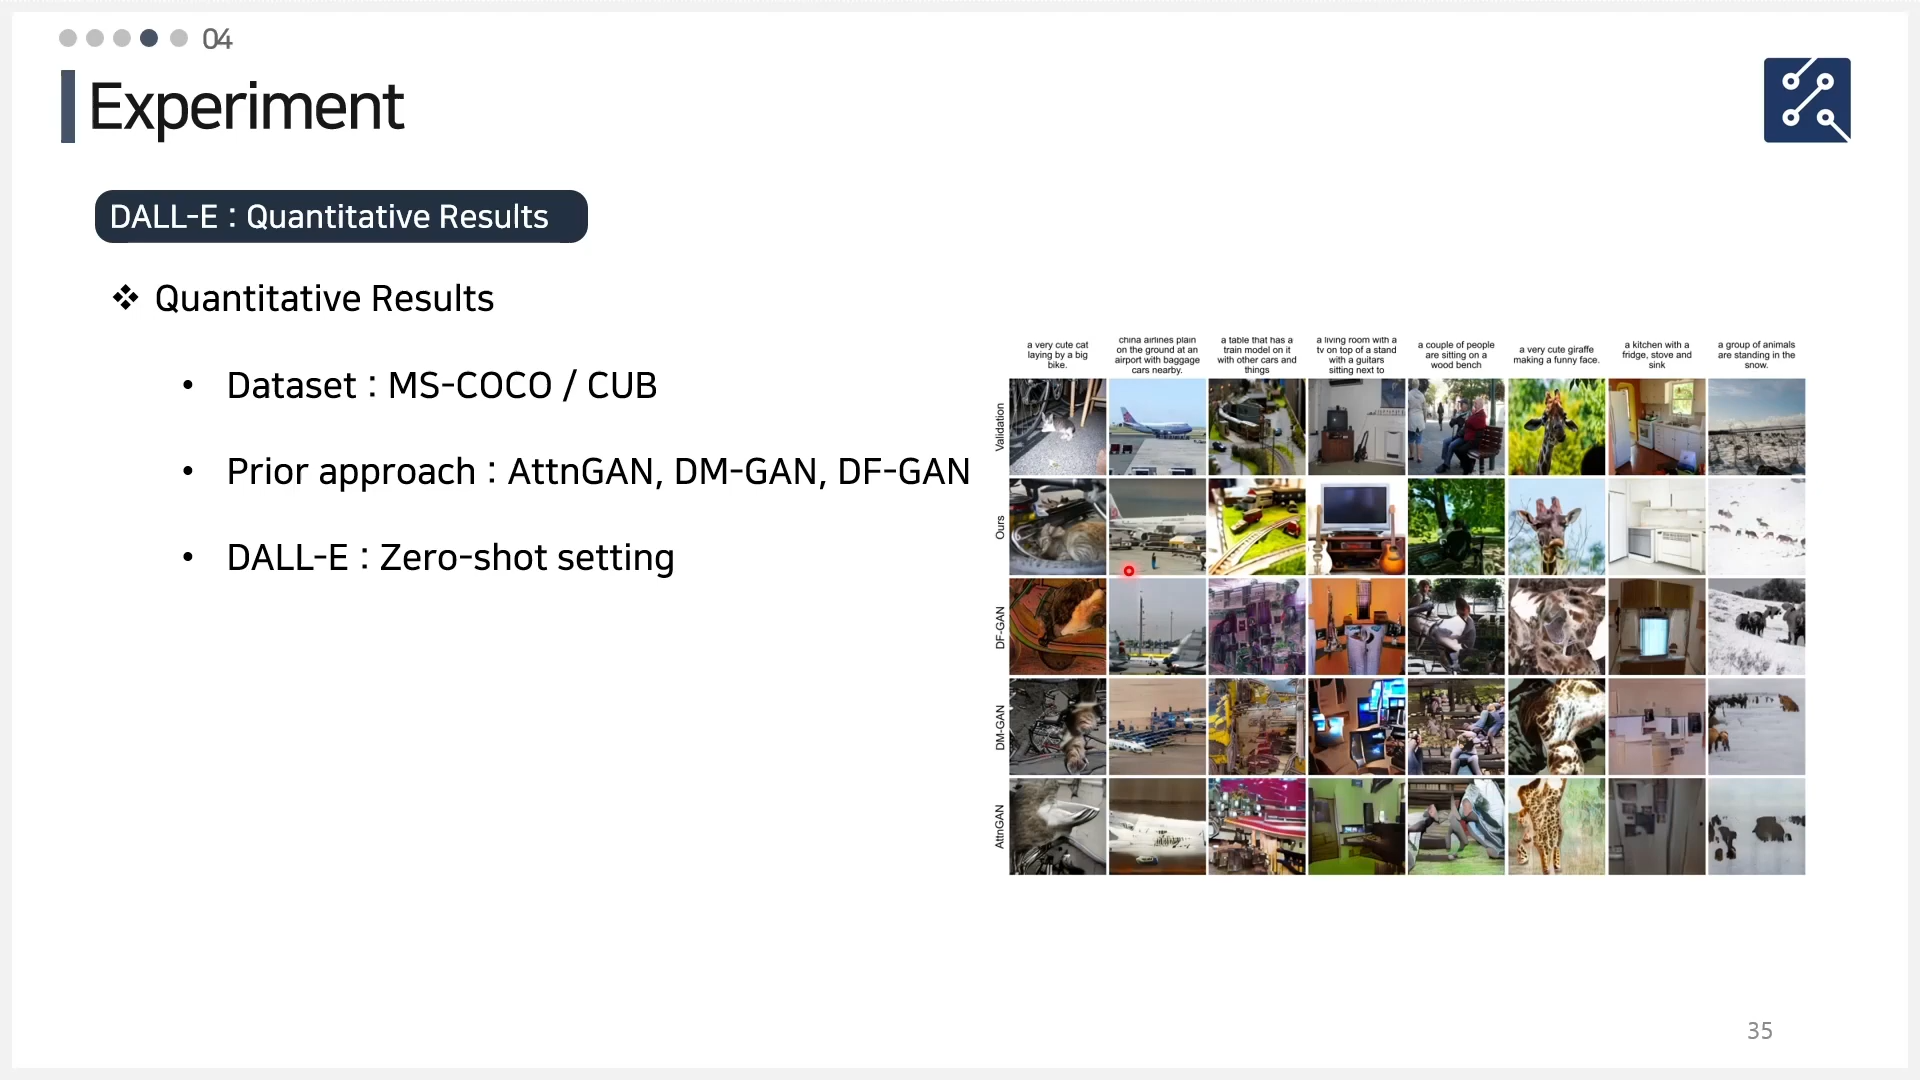 04
Experiment
DALL-E : Quantitative Results
❖ Quantitative Results
• Dataset : MS-COCO / CUB
• Prior approach : AttnGAN, DM-GAN, DF-GAN
• DALL-E : Zero-shot setting
a very cute cat
laying by a big
bike.
china airlines plain
on the ground at an
airport with baggage
cars nearby.
a table that has a
train model on it
with other cars and
things
a living room with a
tv on top of a stand
with a guitars
sitting next to
a couple of people
are sitting on a
wood bench
a very cute giraffe
making a funny face.
a kitchen with a
fridge, stove and
sink
a group of animals
are standing in the
snow.
Validation
Ours
DF-GAN
DM-GAN
AttnGAN
35